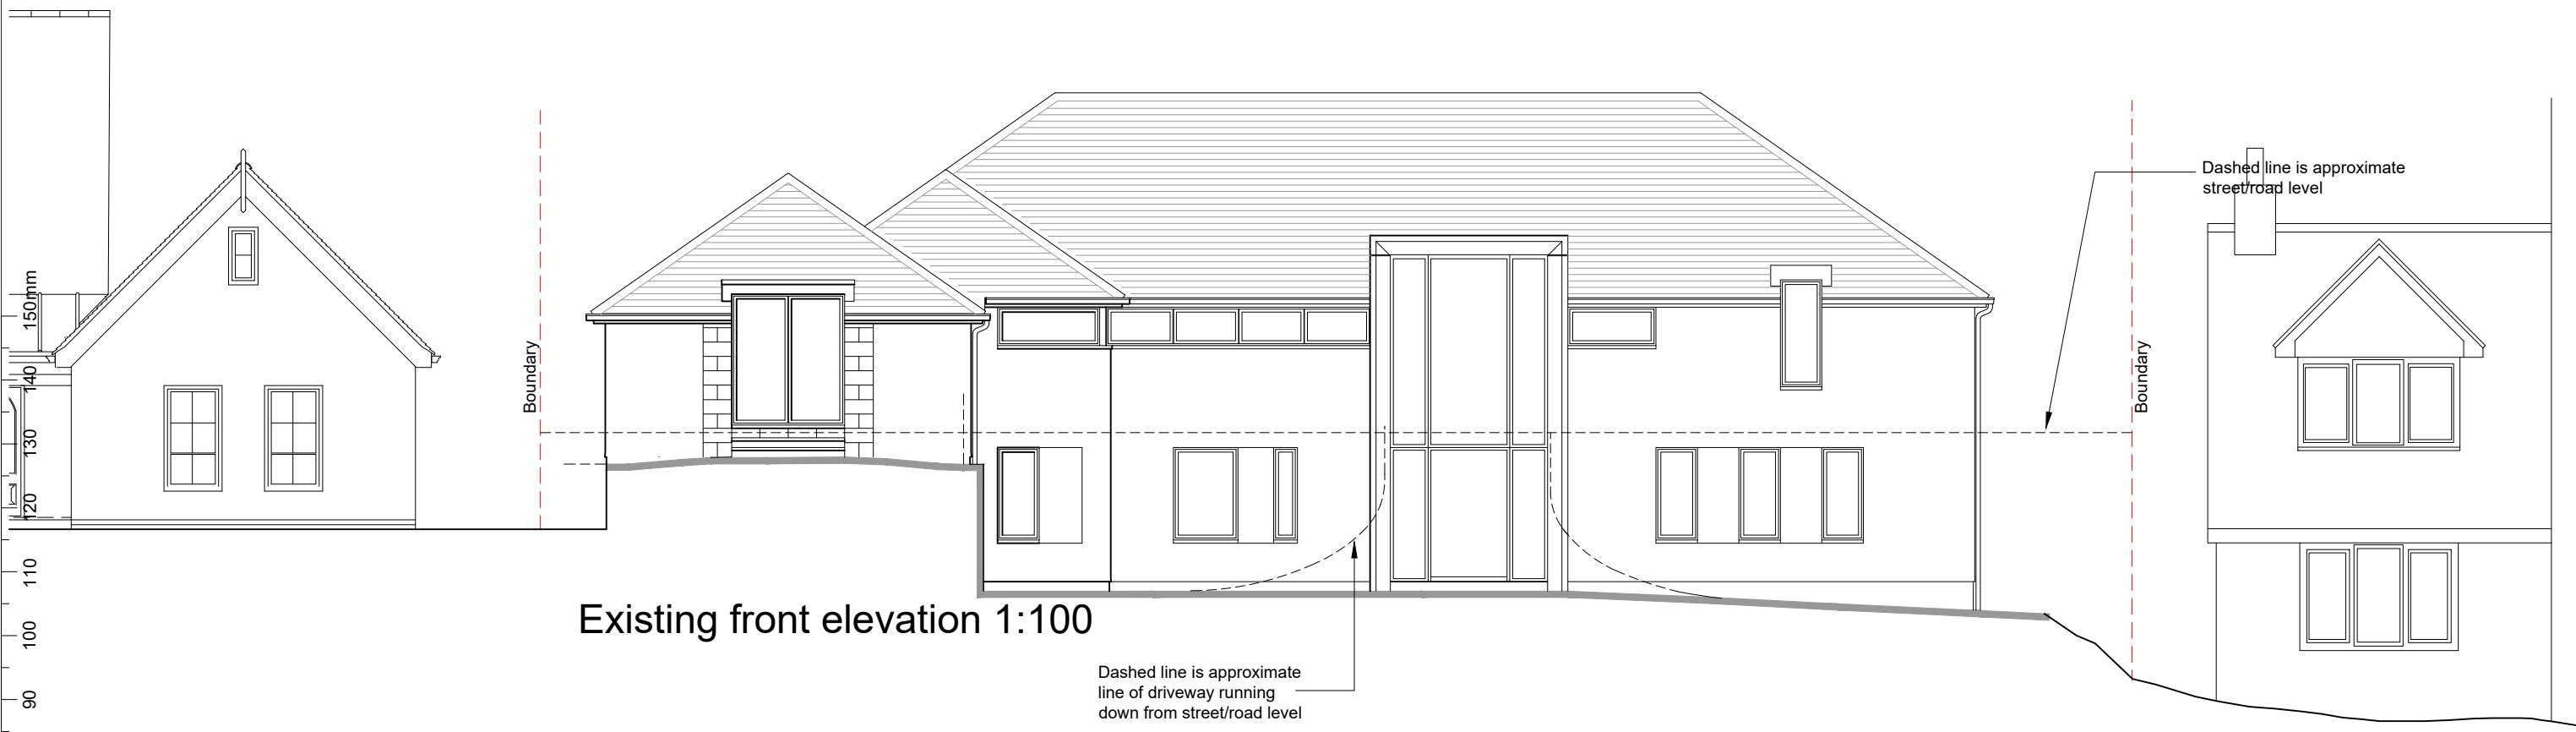 150mm
140
130
120
110
100
90
Boundary
Boundary
Dashed line is approximate
street/road level
Existing front elevation 1:100
Dashed line is approximate
line of driveway running
down from street/road level